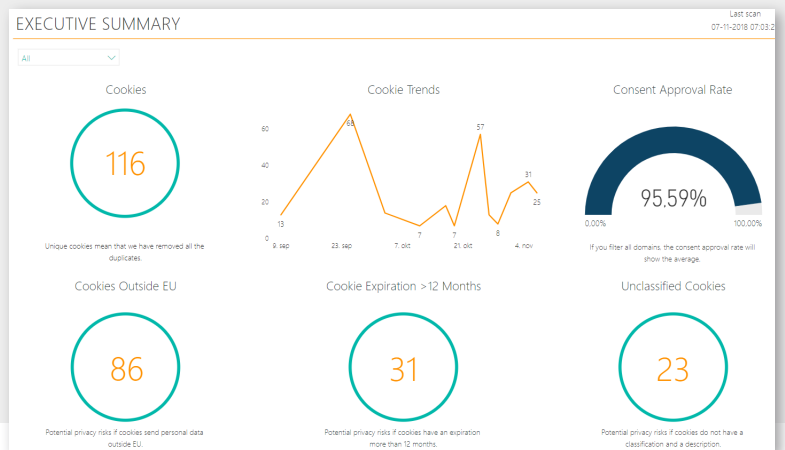 EXECUTIVE SUMMARY
Last scan
07-11-2018 07:03:2
All
Cookies
116
Unique cookies mean that we have removed all the
duplicates.
Cookie Trends
60
40
20
0
13
68
7
7
57
8
31
25
9. sep
23. sep
7. okt
21. okt
4. nov
Consent Approval Rate
95,59%
0.00%
100.00%
If you filter all domains, the consent approval rate will
show the average.
Cookies Outside EU
86
Potential privacy risks if cookies send personal data
outside EU.
Cookie Expiration >12 Months
31
Potential privacy risks if cookies have an expiration
more than 12 months.
Unclassified Cookies
23
Potential privacy risks if cookies do not have a
classification and a description.